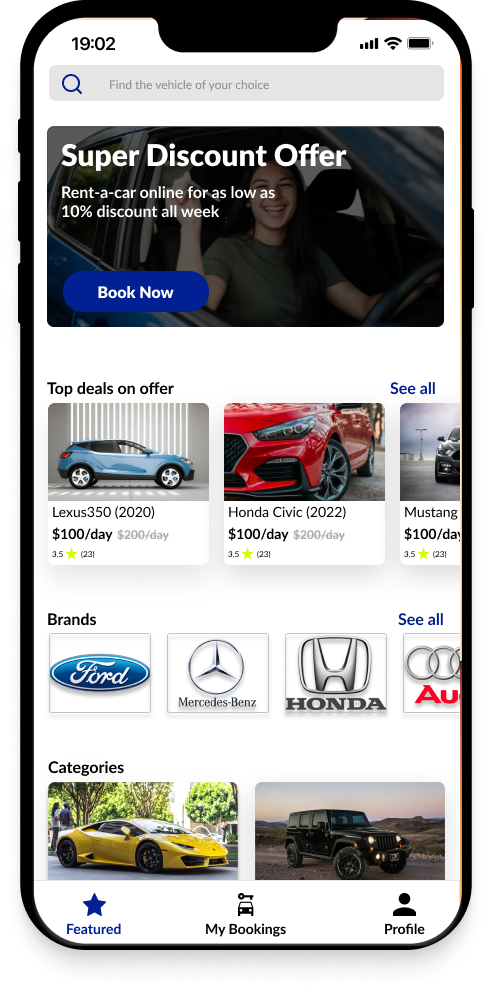 19:02
Find the vehicle of your choice
Super Discount Offer
Rent-a-car online for as low as
10% discount all week
Book Now
Top deals on offer See all
Lexus350 (2020) Honda Civic (2022) Mustang
$100/day $200/day $100/day $200/day $100/day
3.5 (23) 3.5 (23) 3.5 (23)
Brands See all
Ford Mercedes-Benz HONDA Au
Categories
Featured My Bookings Profile